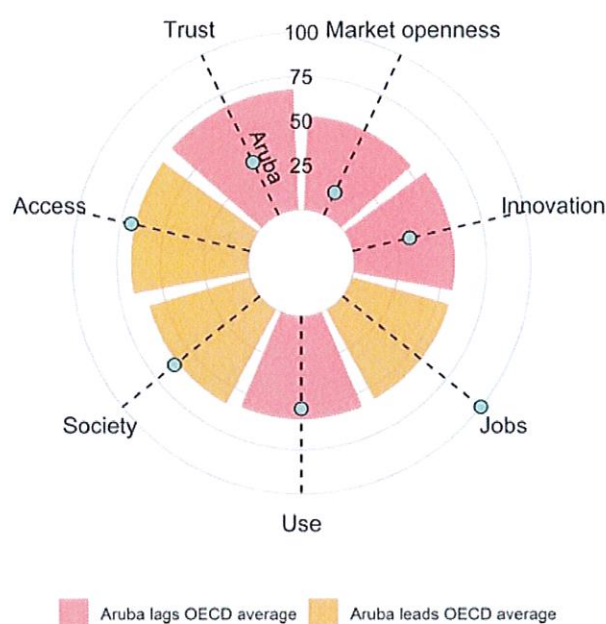 Trust
100
Market openness
75
50
Aruba
25
Access
Innovation
Society
Jobs
Use
Aruba lags OECD average
Aruba leads OECD average